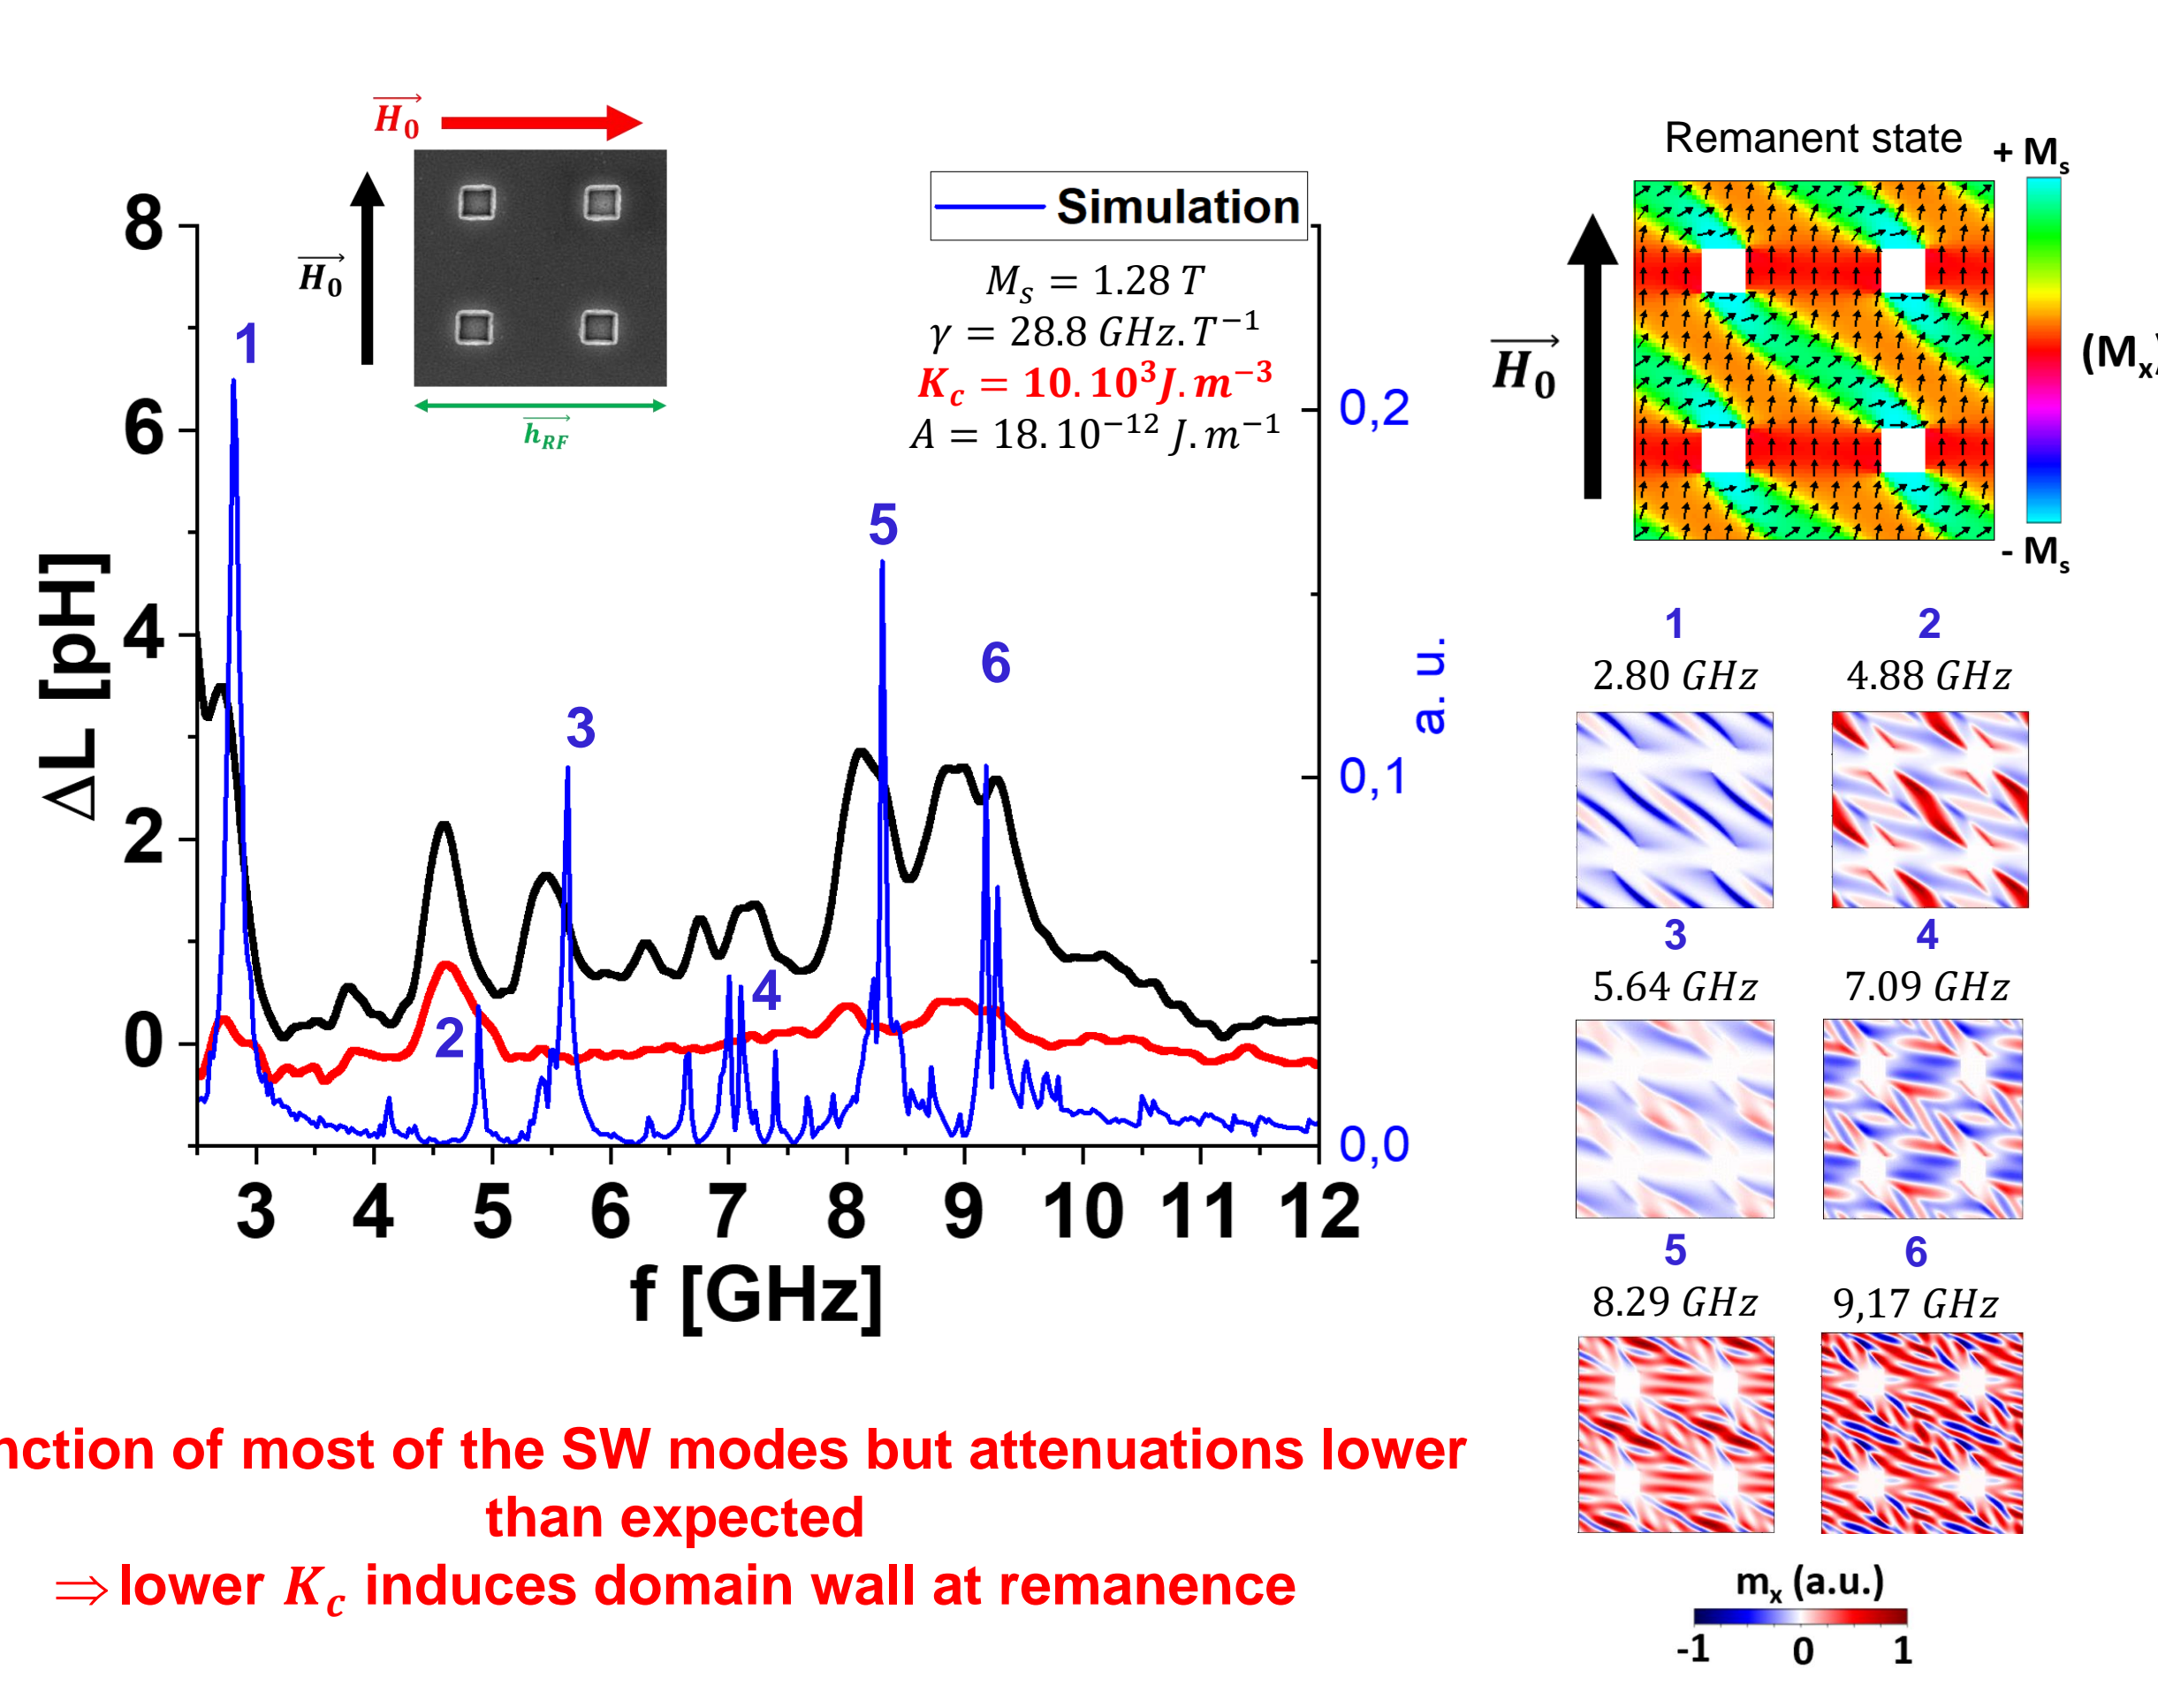 H₀
H₀
h_RF
Simulation
M_s = 1.28 T
γ = 28.8 GHz.T⁻¹
K_c = 10.10³J.m⁻³
A = 18.10⁻¹² J.m⁻¹
8
6
4
2
0
ΔL [pH]
1
2
3
4
5
6
0,2
0,1
0,0
a. u.
3 4 5 6 7 8 9 10 11 12
f [GHz]
Remanent state
H₀
+ Mₛ
(Mₓ)
- Mₛ
1 2
2.80 GHz 4.88 GHz
3 4
5.64 GHz 7.09 GHz
5 6
8.29 GHz 9,17 GHz
mₓ (a.u.)
-1 0 1
nction of most of the SW modes but attenuations lower
than expected
⇒ lower K_c induces domain wall at remanence